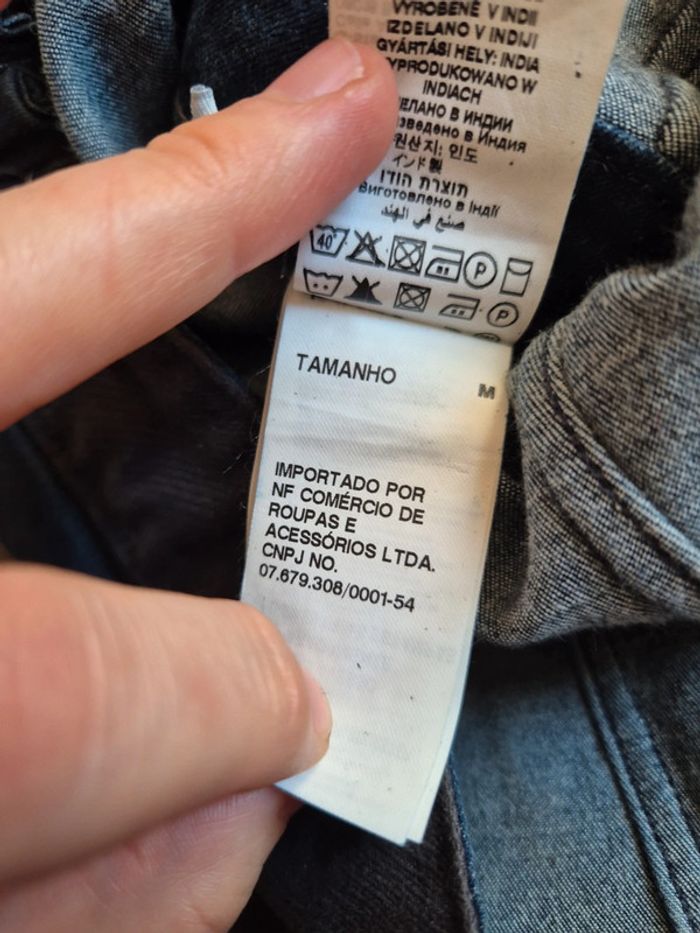 VYROBENÉ V INDII
IZDELANO V INDIJI
GYÁRTÁSI HELY: INDIA
WYPRODUKOWANO W
INDIACH
В ИНДИИ
в Индия
원산지: 인도
インド製
תוצרת הודו
Виготовлено в Індії
صنع في الهند
40°
P
P
TAMANHO M
IMPORTADO POR
NF COMÉRCIO DE
ROUPAS E
ACESSÓRIOS LTDA.
CNPJ NO.
07.679.308/0001-54